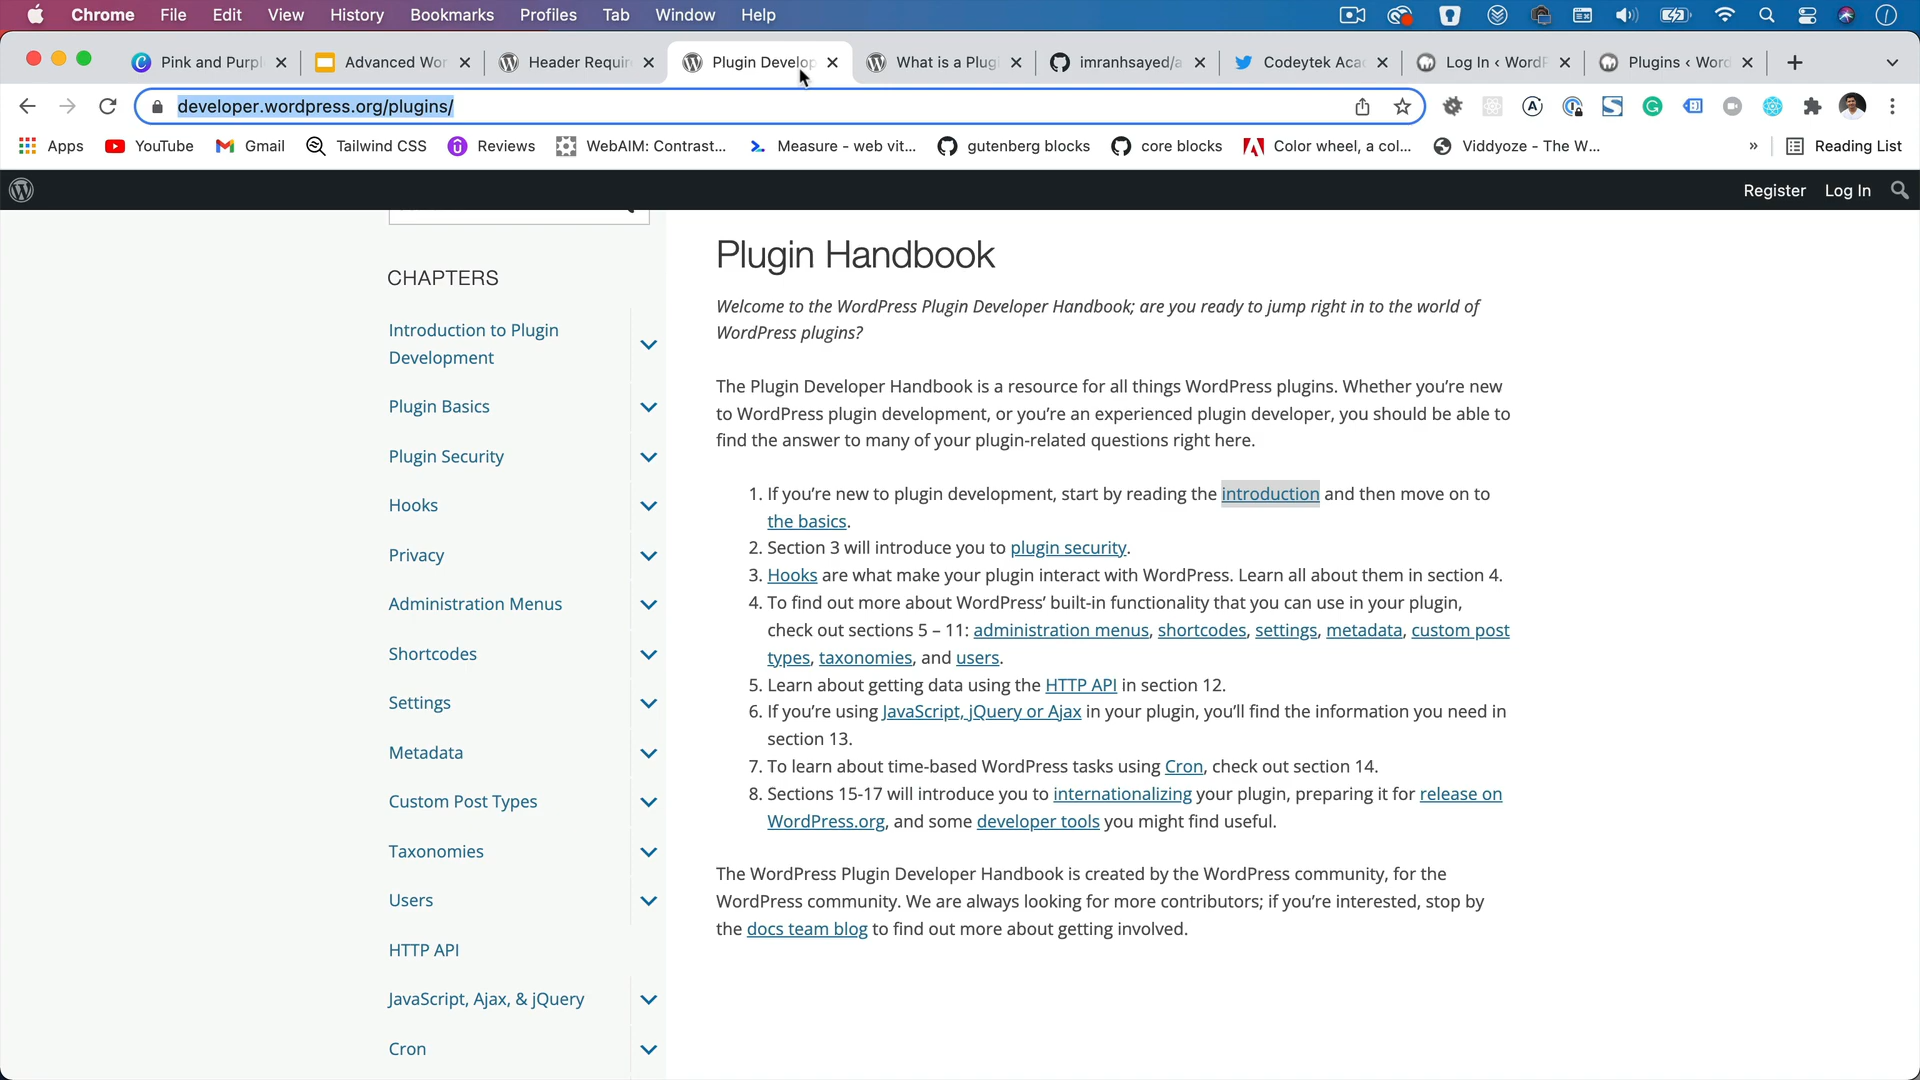 Chrome File Edit View History Bookmarks Profiles Tab Window Help
Pink and Purpl Advanced Wor Header Requir Plugin Develop What is a Plug imranhsayed/a Codeytek Aca Log In ‹ WordP Plugins ‹ Word
developer.wordpress.org/plugins/
Apps YouTube Gmail Tailwind CSS Reviews WebAIM: Contrast... Measure - web vit... gutenberg blocks core blocks Color wheel, a col... Viddyoze - The W... » Reading List
Register Log In
CHAPTERS
Introduction to Plugin
Development
Plugin Basics
Plugin Security
Hooks
Privacy
Administration Menus
Shortcodes
Settings
Metadata
Custom Post Types
Taxonomies
Users
HTTP API
JavaScript, Ajax, & jQuery
Cron
Plugin Handbook
Welcome to the WordPress Plugin Developer Handbook; are you ready to jump right in to the world of
WordPress plugins?
The Plugin Developer Handbook is a resource for all things WordPress plugins. Whether you’re new
to WordPress plugin development, or you’re an experienced plugin developer, you should be able to
find the answer to many of your plugin-related questions right here.
1. If you’re new to plugin development, start by reading the introduction and then move on to
the basics.
2. Section 3 will introduce you to plugin security.
3. Hooks are what make your plugin interact with WordPress. Learn all about them in section 4.
4. To find out more about WordPress’ built-in functionality that you can use in your plugin,
check out sections 5 – 11: administration menus, shortcodes, settings, metadata, custom post
types, taxonomies, and users.
5. Learn about getting data using the HTTP API in section 12.
6. If you’re using JavaScript, jQuery or Ajax in your plugin, you’ll find the information you need in
section 13.
7. To learn about time-based WordPress tasks using Cron, check out section 14.
8. Sections 15-17 will introduce you to internationalizing your plugin, preparing it for release on
WordPress.org, and some developer tools you might find useful.
The WordPress Plugin Developer Handbook is created by the WordPress community, for the
WordPress community. We are always looking for more contributors; if you’re interested, stop by
the docs team blog to find out more about getting involved.